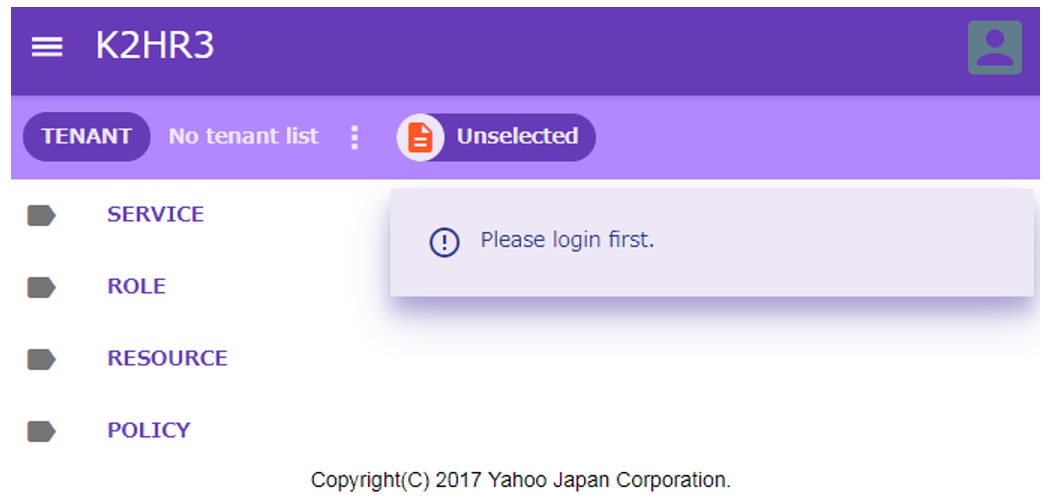 K2HR3
TENANT No tenant list Unselected
SERVICE
Please login first.
ROLE
RESOURCE
POLICY
Copyright(C) 2017 Yahoo Japan Corporation.